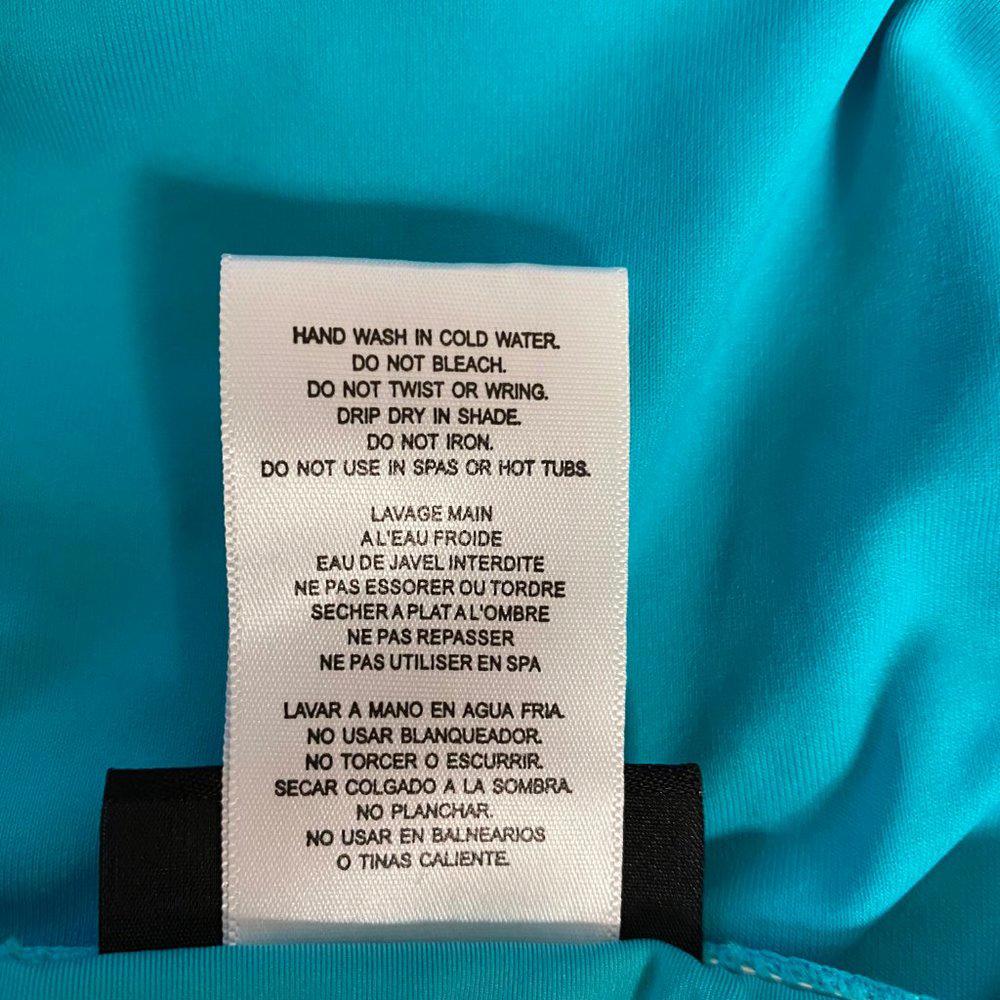 HAND WASH IN COLD WATER.
DO NOT BLEACH.
DO NOT TWIST OR WRING.
DRIP DRY IN SHADE.
DO NOT IRON.
DO NOT USE IN SPAS OR HOT TUBS.
LAVAGE MAIN
A L'EAU FROIDE
EAU DE JAVEL INTERDITE
NE PAS ESSORER OU TORDRE
SECHER A PLAT A L'OMBRE
NE PAS REPASSER
NE PAS UTILISER EN SPA
LAVAR A MANO EN AGUA FRIA.
NO USAR BLANQUEADOR.
NO TORCER O ESCURRIR.
SECAR COLGADO A LA SOMBRA.
NO PLANCHAR.
NO USAR EN BALNEARIOS
O TINAS CALIENTE.